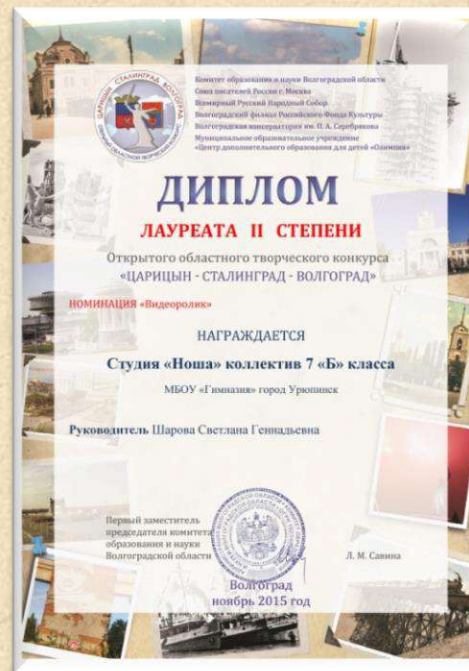 ЦАРИЦЫН СТАЛИНГРАД ВОЛГОГРАД
Комитет образования и науки Волгоградской области
Союз писателей России г. Москва
Всемирный Русский Народный Собор
Волгоградский филиал Российского Фонда Культуры
Волгоградская консерватория им. П. А. Серебрякова
Муниципальное образовательное учреждение
«Центр дополнительного образования для детей «Олимпия»
ДИПЛОМ
ЛАУРЕАТА II СТЕПЕНИ
Открытого областного творческого конкурса
«ЦАРИЦЫН - СТАЛИНГРАД - ВОЛГОГРАД»
НОМИНАЦИЯ «Видеоролик»
НАГРАЖДАЕТСЯ
Студия «Ноша» коллектив 7 «Б» класса
МБОУ «Гимназия» город Урюпинск
Руководитель Шарова Светлана Геннадьевна
Первый заместитель
председателя комитета
образования и науки
Волгоградской области
Л. М. Савина
Волгоград
ноябрь 2015 год